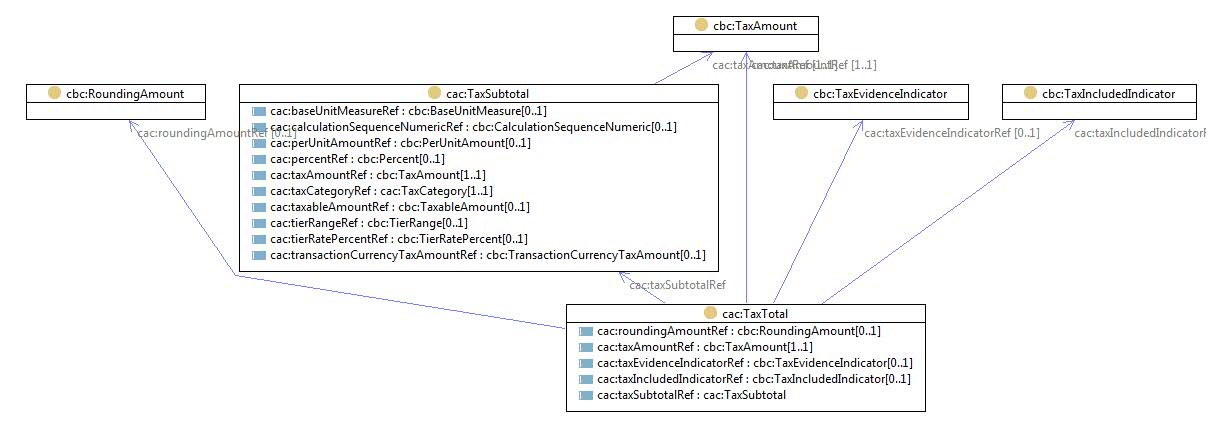 cbc:TaxAmount
cac:taxAmountRef [1..1]
cac:taxAmountRef [1..1]
cbc:RoundingAmount
cac:roundingAmountRef [0..1]
cac:TaxSubtotal
cac:baseUnitMeasureRef : cbc:BaseUnitMeasure[0..1]
cac:calculationSequenceNumericRef : cbc:CalculationSequenceNumeric[0..1]
cac:perUnitAmountRef : cbc:PerUnitAmount[0..1]
cac:percentRef : cbc:Percent[0..1]
cac:taxAmountRef : cbc:TaxAmount[1..1]
cac:taxCategoryRef : cac:TaxCategory[1..1]
cac:taxableAmountRef : cbc:TaxableAmount[0..1]
cac:tierRangeRef : cbc:TierRange[0..1]
cac:tierRatePercentRef : cbc:TierRatePercent[0..1]
cac:transactionCurrencyTaxAmountRef : cbc:TransactionCurrencyTaxAmount[0..1]
cbc:TaxEvidenceIndicator
cac:taxEvidenceIndicatorRef [0..1]
cbc:TaxIncludedIndicator
cac:taxIncludedIndicatorR
cac:taxSubtotalRef
cac:TaxTotal
cac:roundingAmountRef : cbc:RoundingAmount[0..1]
cac:taxAmountRef : cbc:TaxAmount[1..1]
cac:taxEvidenceIndicatorRef : cbc:TaxEvidenceIndicator[0..1]
cac:taxIncludedIndicatorRef : cbc:TaxIncludedIndicator[0..1]
cac:taxSubtotalRef : cac:TaxSubtotal